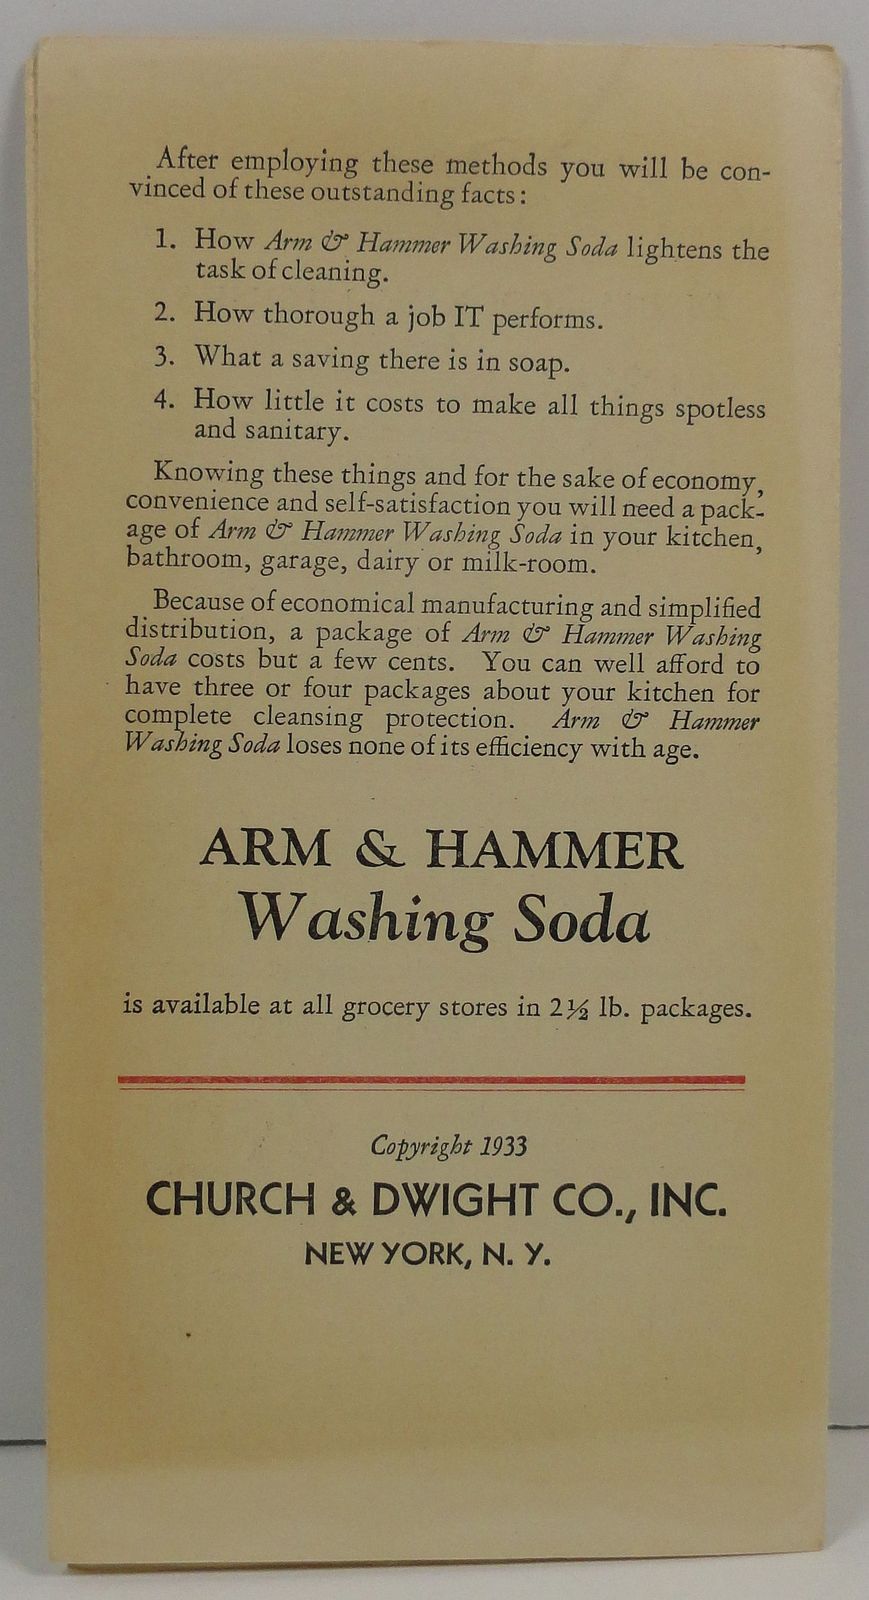 After employing these methods you will be con-
vinced of these outstanding facts:
1. How Arm & Hammer Washing Soda lightens the
task of cleaning.
2. How thorough a job IT performs.
3. What a saving there is in soap.
4. How little it costs to make all things spotless
and sanitary.
Knowing these things and for the sake of economy,
convenience and self-satisfaction you will need a pack-
age of Arm & Hammer Washing Soda in your kitchen,
bathroom, garage, dairy or milk-room.
Because of economical manufacturing and simplified
distribution, a package of Arm & Hammer Washing
Soda costs but a few cents. You can well afford to
have three or four packages about your kitchen for
complete cleansing protection. Arm & Hammer
Washing Soda loses none of its efficiency with age.
ARM & HAMMER
Washing Soda
is available at all grocery stores in 2½ lb. packages.
Copyright 1933
CHURCH & DWIGHT CO., INC.
NEW YORK, N. Y.